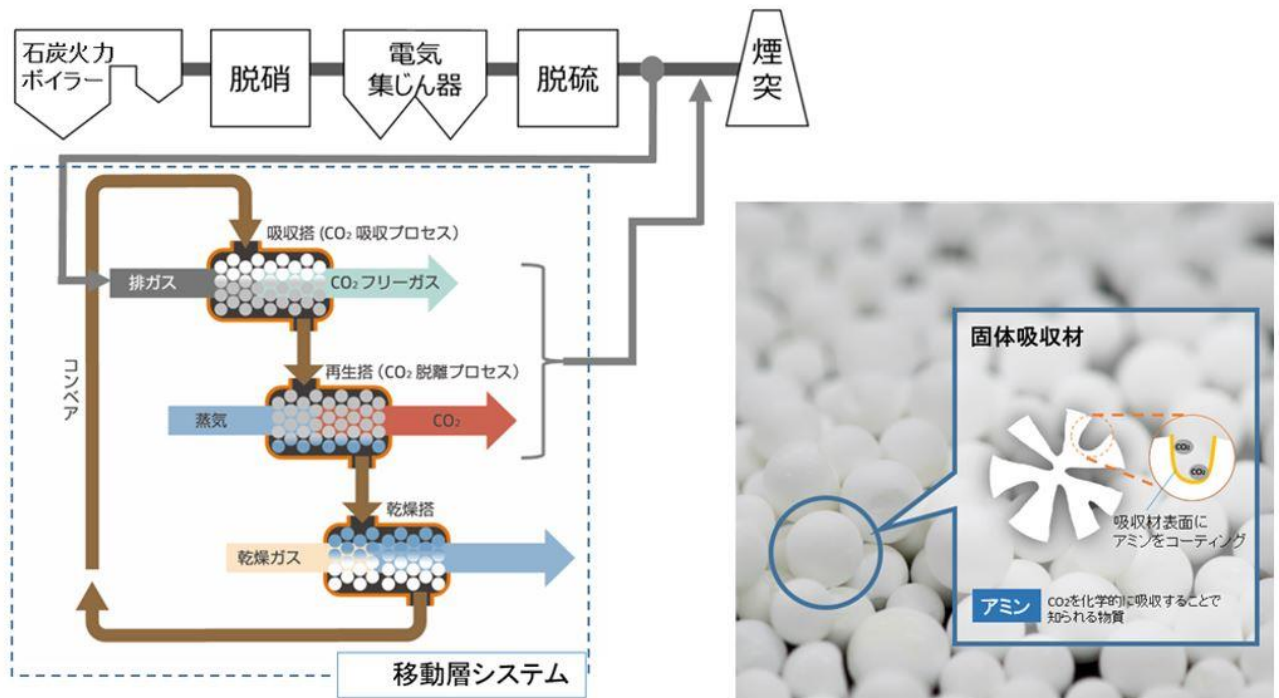 石炭火力
ボイラー
脱硝
電気
集じん器
脱硫
煙
突
吸収搭 (CO₂ 吸収プロセス)
排ガス
CO₂ フリーガス
コンベア
再生搭 (CO₂ 脱離プロセス)
蒸気
CO₂
乾燥搭
乾燥ガス
移動層システム
固体吸収材
CO₂
CO₂
吸収材表面に
アミンをコーティング
アミン
CO₂を化学的に吸収することで
知られる物質